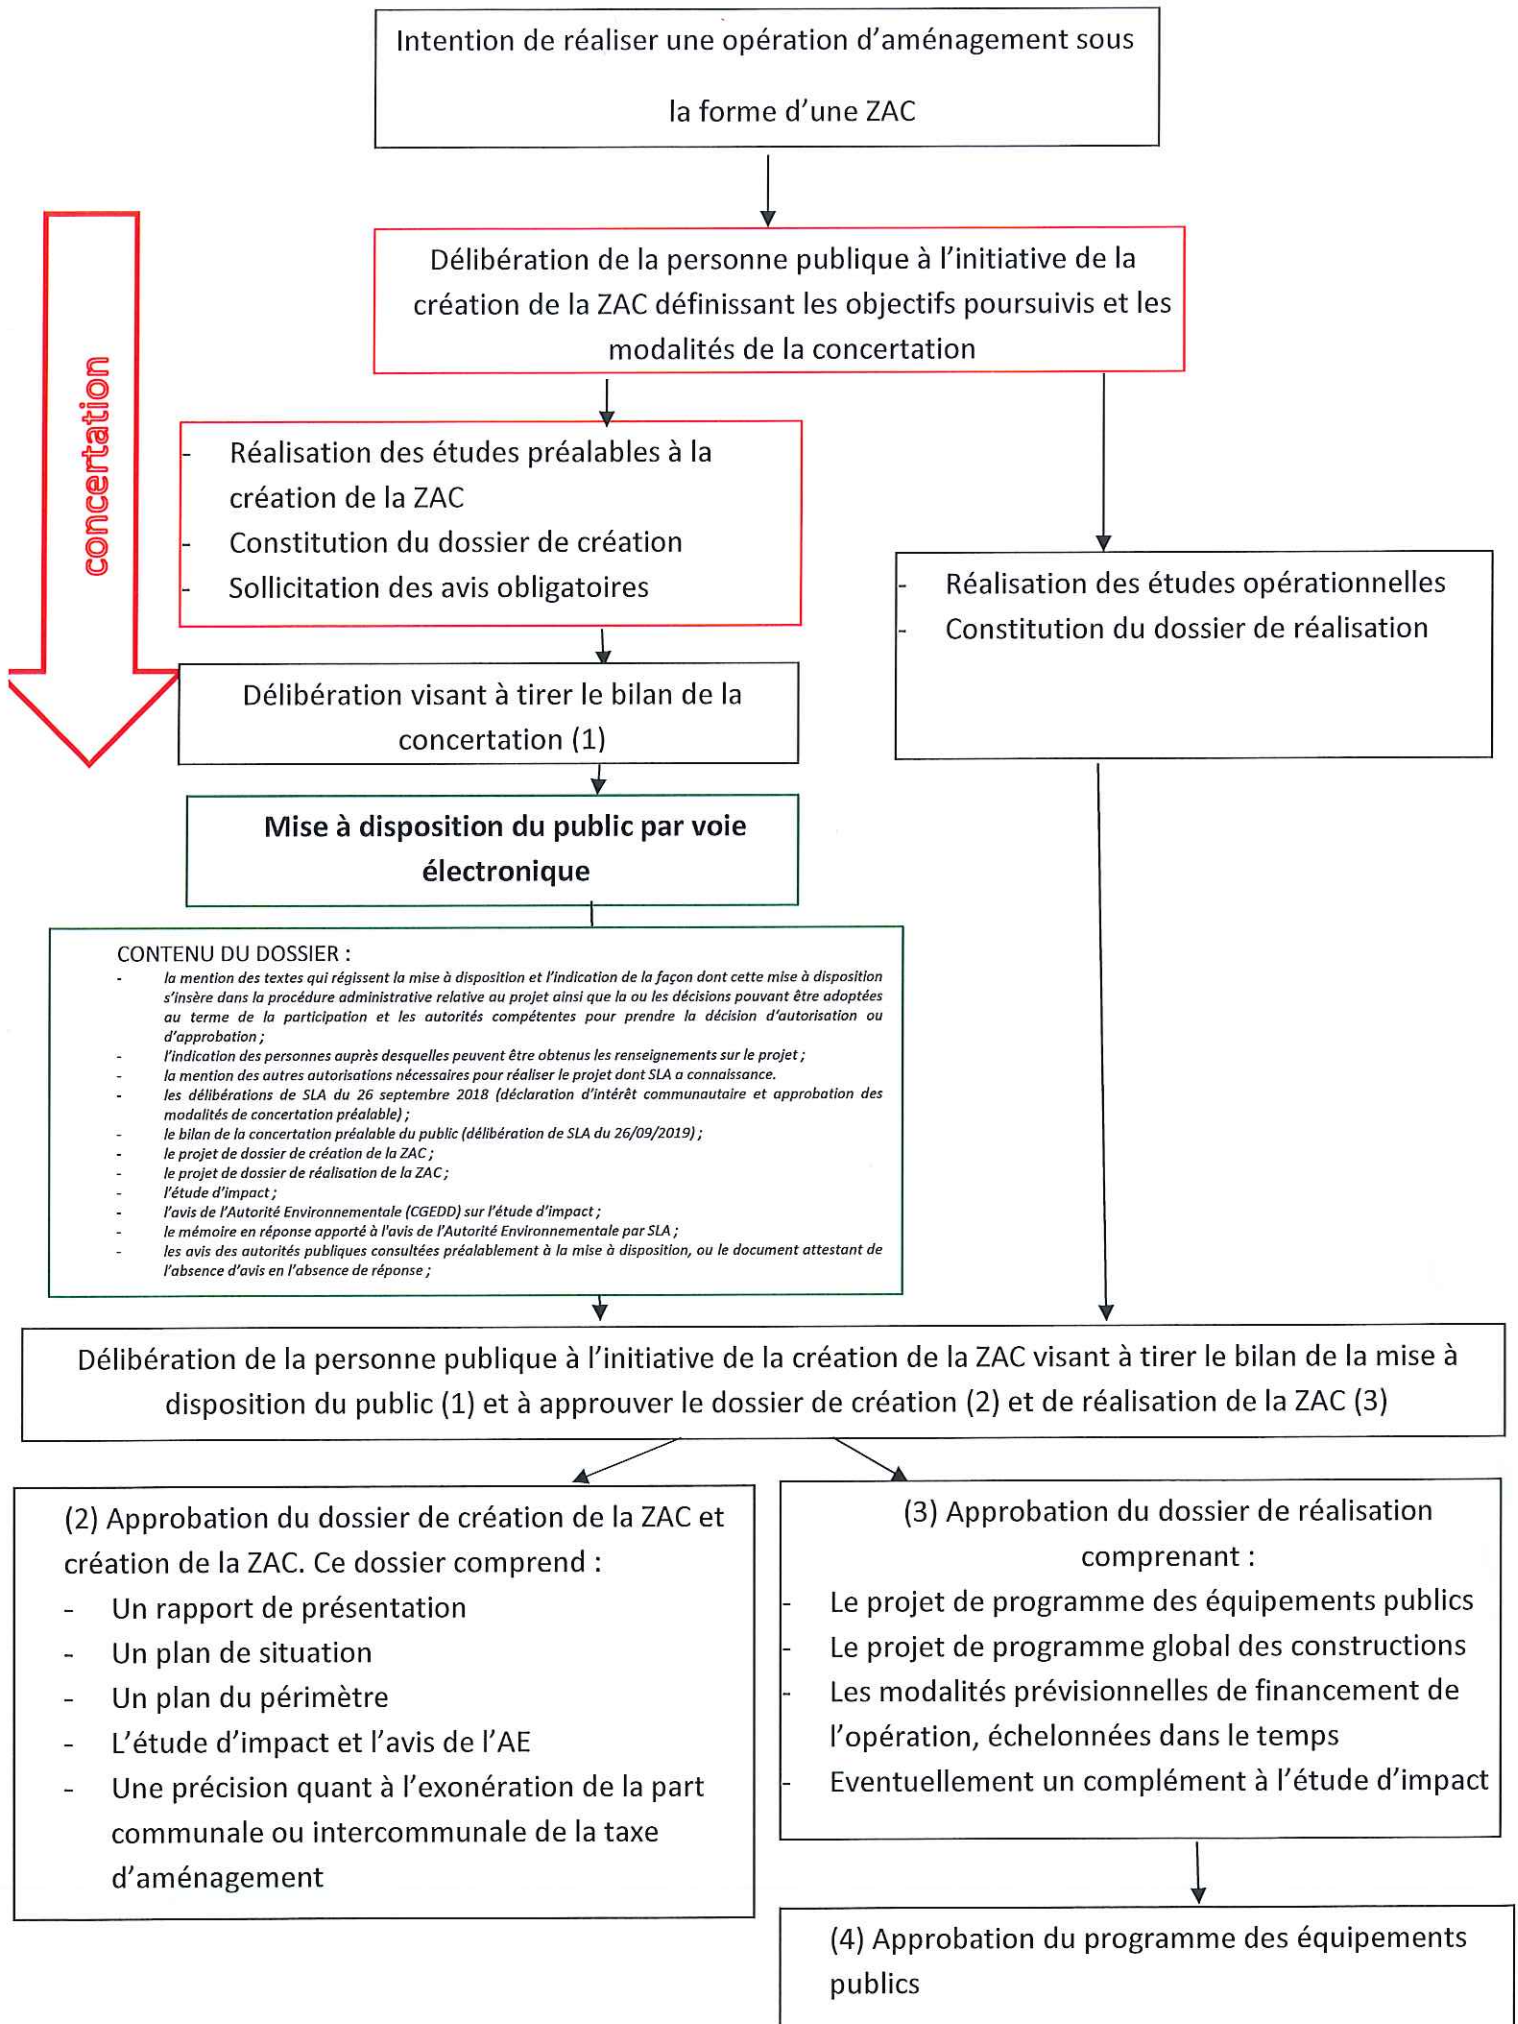 Intention de réaliser une opération d’aménagement sous
la forme d’une ZAC
Délibération de la personne publique à l’initiative de la
création de la ZAC définissant les objectifs poursuivis et les
modalités de la concertation
concertation
- Réalisation des études préalables à la
création de la ZAC
- Constitution du dossier de création
- Sollicitation des avis obligatoires
- Réalisation des études opérationnelles
- Constitution du dossier de réalisation
Délibération visant à tirer le bilan de la
concertation (1)
Mise à disposition du public par voie
électronique
CONTENU DU DOSSIER :
- la mention des textes qui régissent la mise à disposition et l’indication de la façon dont cette mise à disposition
s’insère dans la procédure administrative relative au projet ainsi que la ou les décisions pouvant être adoptées
au terme de la participation et les autorités compétentes pour prendre la décision d’autorisation ou
d’approbation ;
- l’indication des personnes auprès desquelles peuvent être obtenus les renseignements sur le projet ;
- la mention des autres autorisations nécessaires pour réaliser le projet dont SLA a connaissance.
- les délibérations de SLA du 26 septembre 2018 (déclaration d’intérêt communautaire et approbation des
modalités de concertation préalable) ;
- le bilan de la concertation préalable du public (délibération de SLA du 26/09/2019) ;
- le projet de dossier de création de la ZAC ;
- le projet de dossier de réalisation de la ZAC ;
- l’étude d’impact ;
- l’avis de l’Autorité Environnementale (CGEDD) sur l’étude d’impact ;
- le mémoire en réponse apporté à l'avis de l’Autorité Environnementale par SLA ;
- les avis des autorités publiques consultées préalablement à la mise à disposition, ou le document attestant de
l’absence d’avis en l’absence de réponse ;
Délibération de la personne publique à l’initiative de la création de la ZAC visant à tirer le bilan de la mise à
disposition du public (1) et à approuver le dossier de création (2) et de réalisation de la ZAC (3)
(2) Approbation du dossier de création de la ZAC et
création de la ZAC. Ce dossier comprend :
- Un rapport de présentation
- Un plan de situation
- Un plan du périmètre
- L’étude d’impact et l’avis de l’AE
- Une précision quant à l’exonération de la part
communale ou intercommunale de la taxe
d’aménagement
(3) Approbation du dossier de réalisation
comprenant :
- Le projet de programme des équipements publics
- Le projet de programme global des constructions
- Les modalités prévisionnelles de financement de
l’opération, échelonnées dans le temps
- Eventuellement un complément à l’étude d’impact
(4) Approbation du programme des équipements
publics